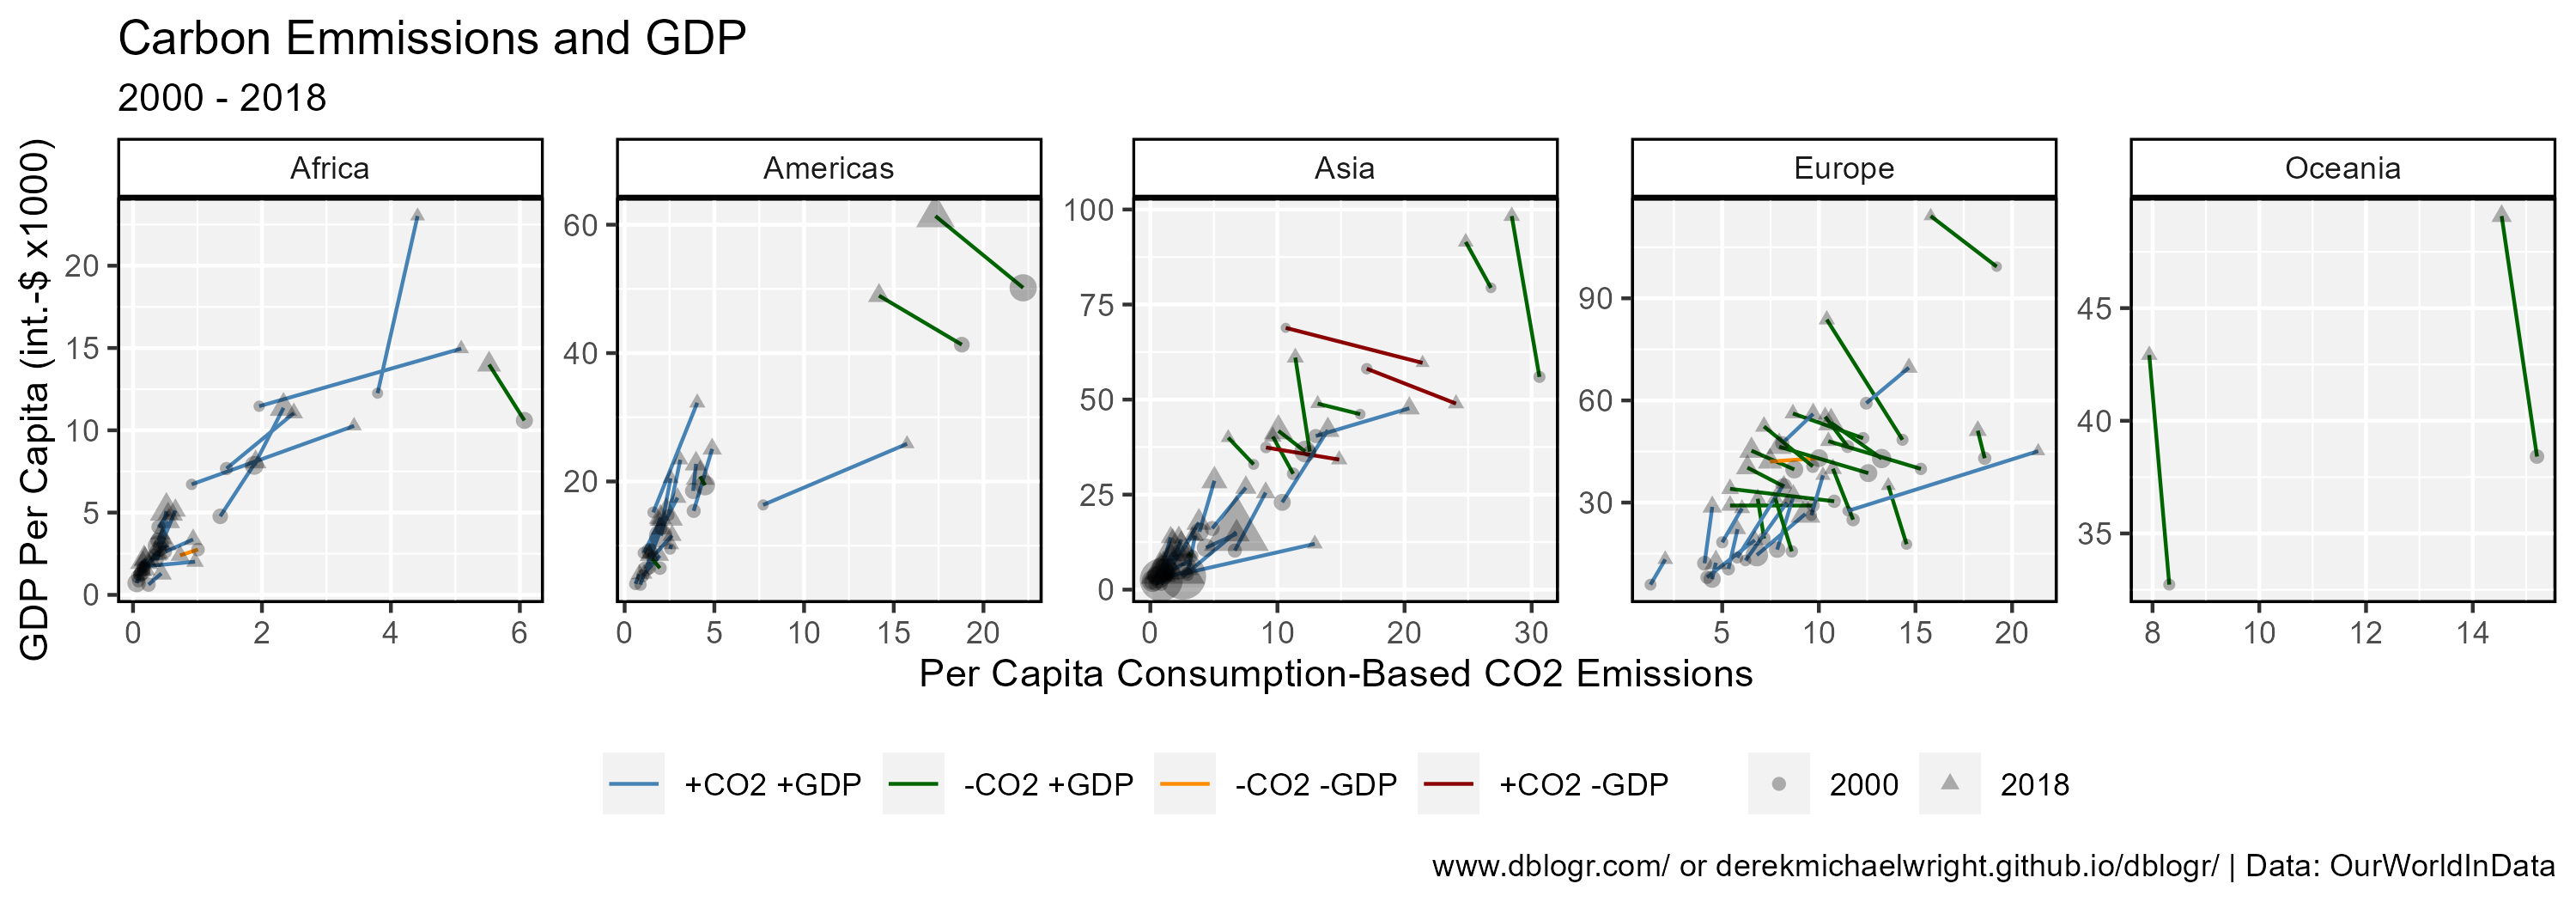 Carbon Emmissions and GDP
2000 - 2018
GDP Per Capita (int.-$ x1000)
Africa
Americas
Asia
Europe
Oceania
20
15
10
5
0
0 2 4 6
60
40
20
0 5 10 15 20
100
75
50
25
0
0 10 20 30
90
60
30
5 10 15 20
45
40
35
8 10 12 14
Per Capita Consumption-Based CO2 Emissions
+CO2 +GDP -CO2 +GDP -CO2 -GDP +CO2 -GDP 2000 2018
www.dblogr.com/ or derekmichaelwright.github.io/dblogr/ | Data: OurWorldInData